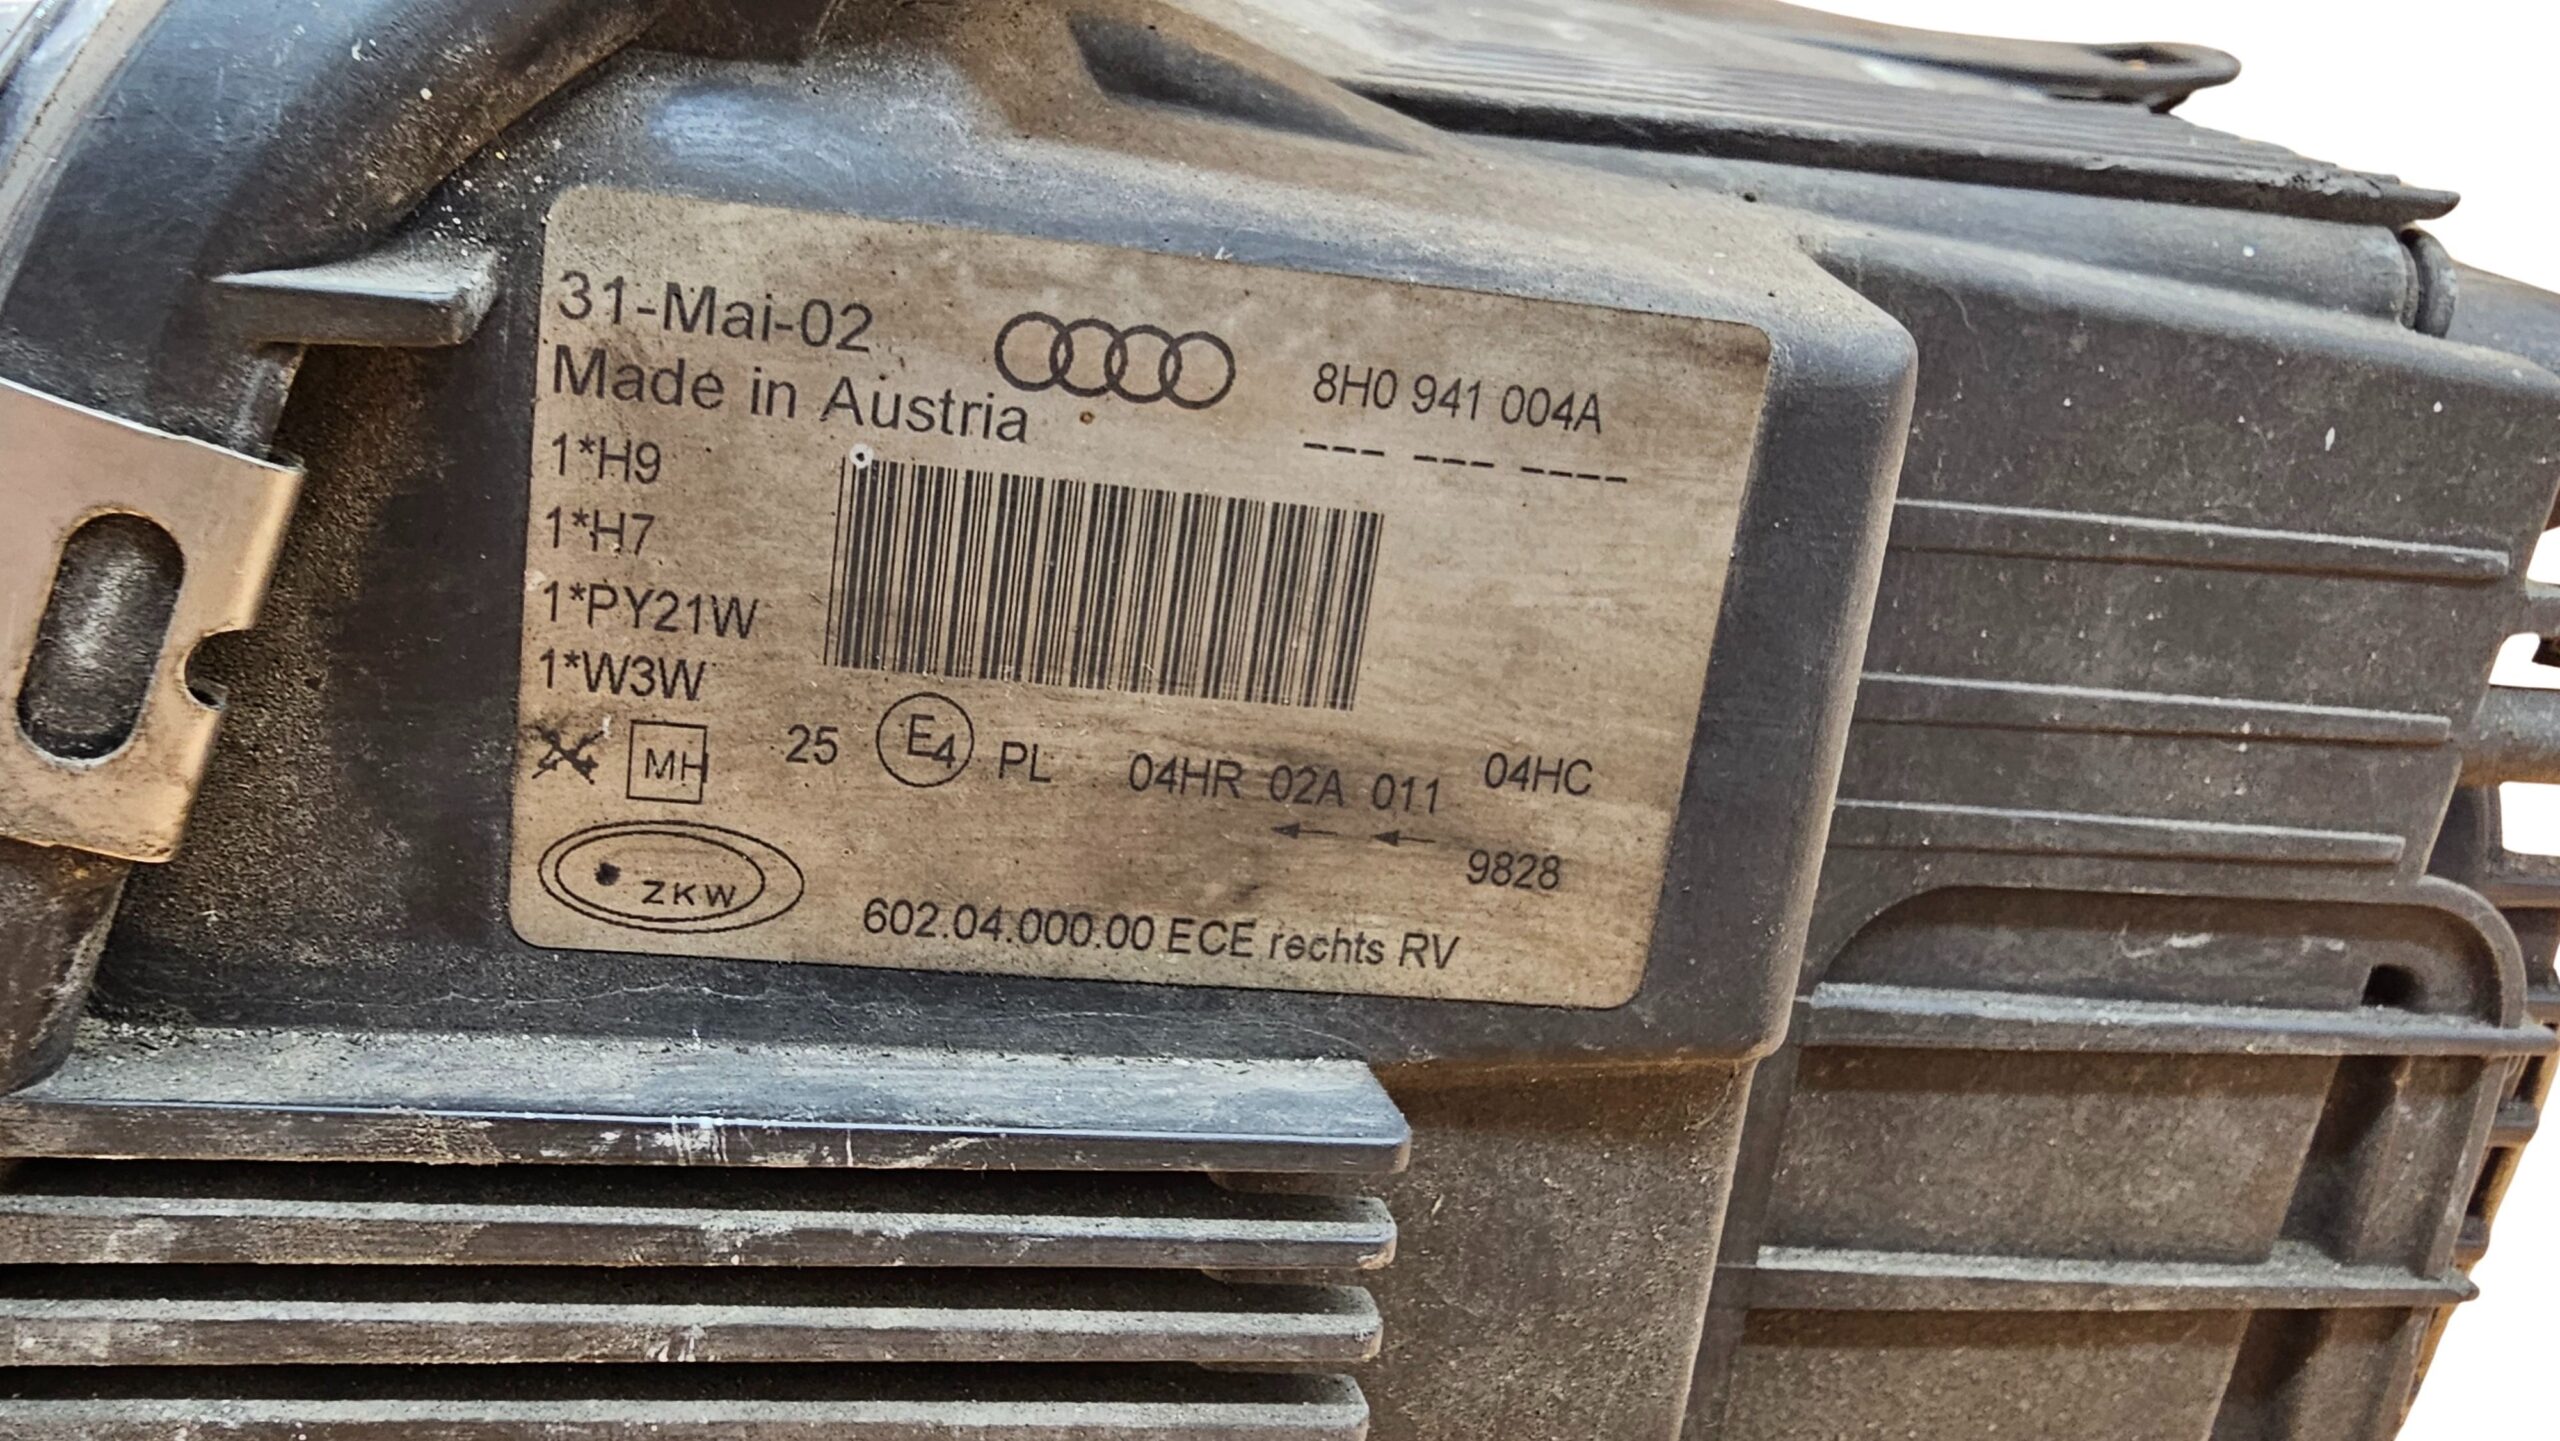 31-Mai-02
Made in Austria
8H0 941 004A
--- --- ----
1*H9
1*H7
1*PY21W
1*W3W
MH 25 E4 PL 04HR 02A 011 04HC
9828
ZKW
602.04.000.00 ECE rechts RV